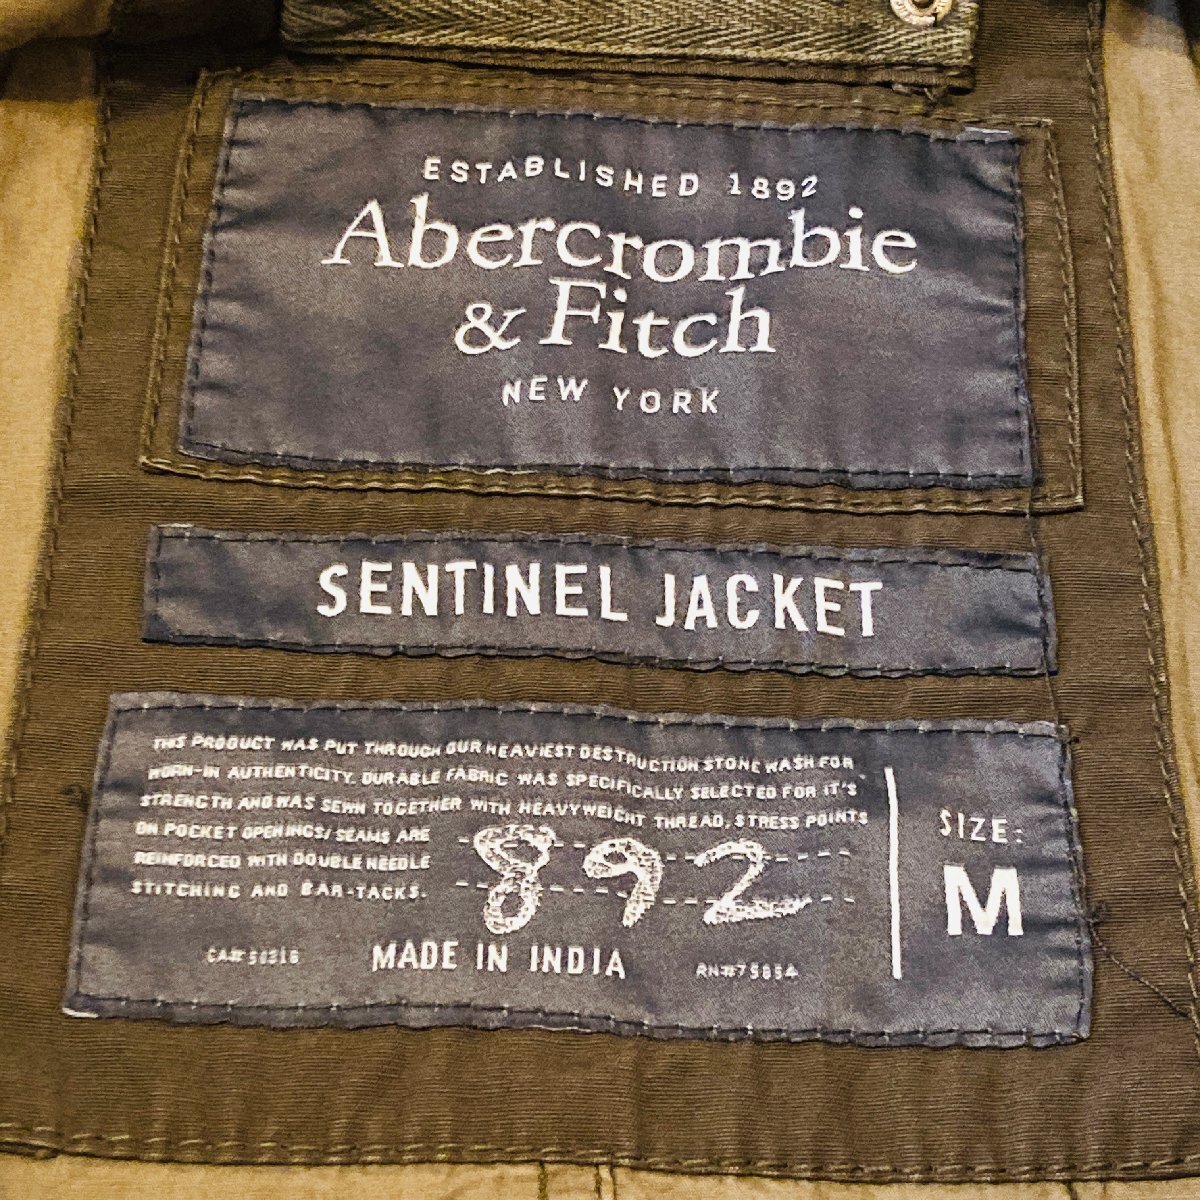 ESTABLISHED 1892
Abercrombie
& Fitch
NEW YORK
SENTINEL JACKET
THIS PRODUCT WAS PUT THROUGH OUR HEAVIEST DESTRUCTION STONE WASH FOR
WORN-IN AUTHENTICITY. DURABLE FABRIC WAS SPECIFICALLY SELECTED FOR IT'S
STRENGTH AND WAS SEWN TOGETHER WITH HEAVYWEIGHT THREAD, STRESS POINTS
ON POCKET OPENINGS/SEAMS ARE
REINFORCED WITH DOUBLE NEEDLE
STITCHING AND BAR-TACKS.
892
SIZE:
M
MADE IN INDIA
RN#75654